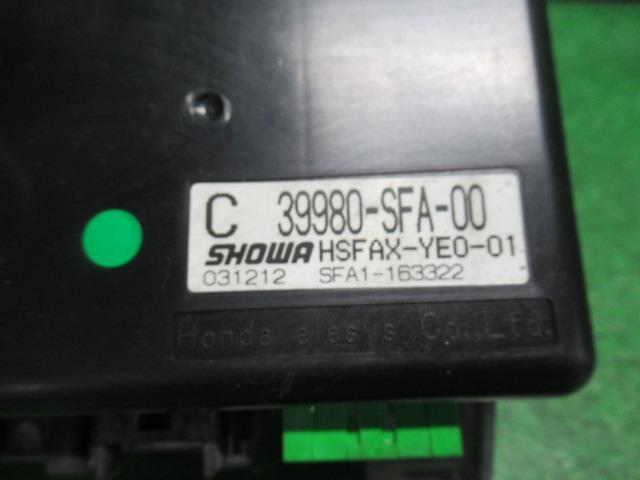 C 39980-SFA-00
SHOWA HSFAX-YE0-01
031212 SFA1-163322
Honda elesys Co.,Ltd.